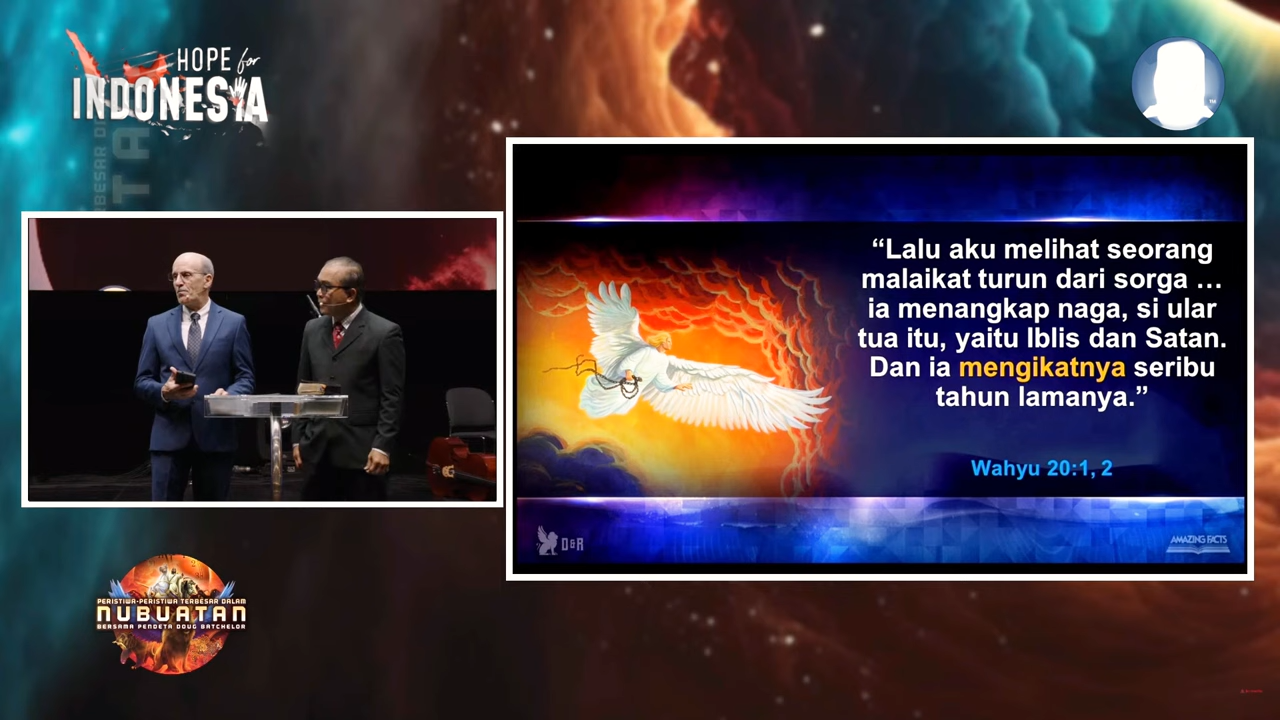 HOPE for
INDONESIA
“Lalu aku melihat seorang
malaikat turun dari sorga …
ia menangkap naga, si ular
tua itu, yaitu Iblis dan Satan.
Dan ia mengikatnya seribu
tahun lamanya.”
Wahyu 20:1, 2
D&R
AMAZING FACTS
PERISTIWA-PERISTIWA TERBESAR DALAM
NUBUATAN
BERSAMA PENDETA DOUG BATCHELOR